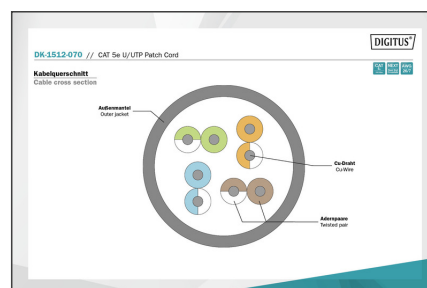 DIGITUS®
DK-1512-070 // CAT 5e U/UTP Patch Cord
Kabelquerschnitt
Cable cross section
Außenmantel
Outer jacket
Cu-Draht
Cu-Wire
Adernpaare
Twisted pair